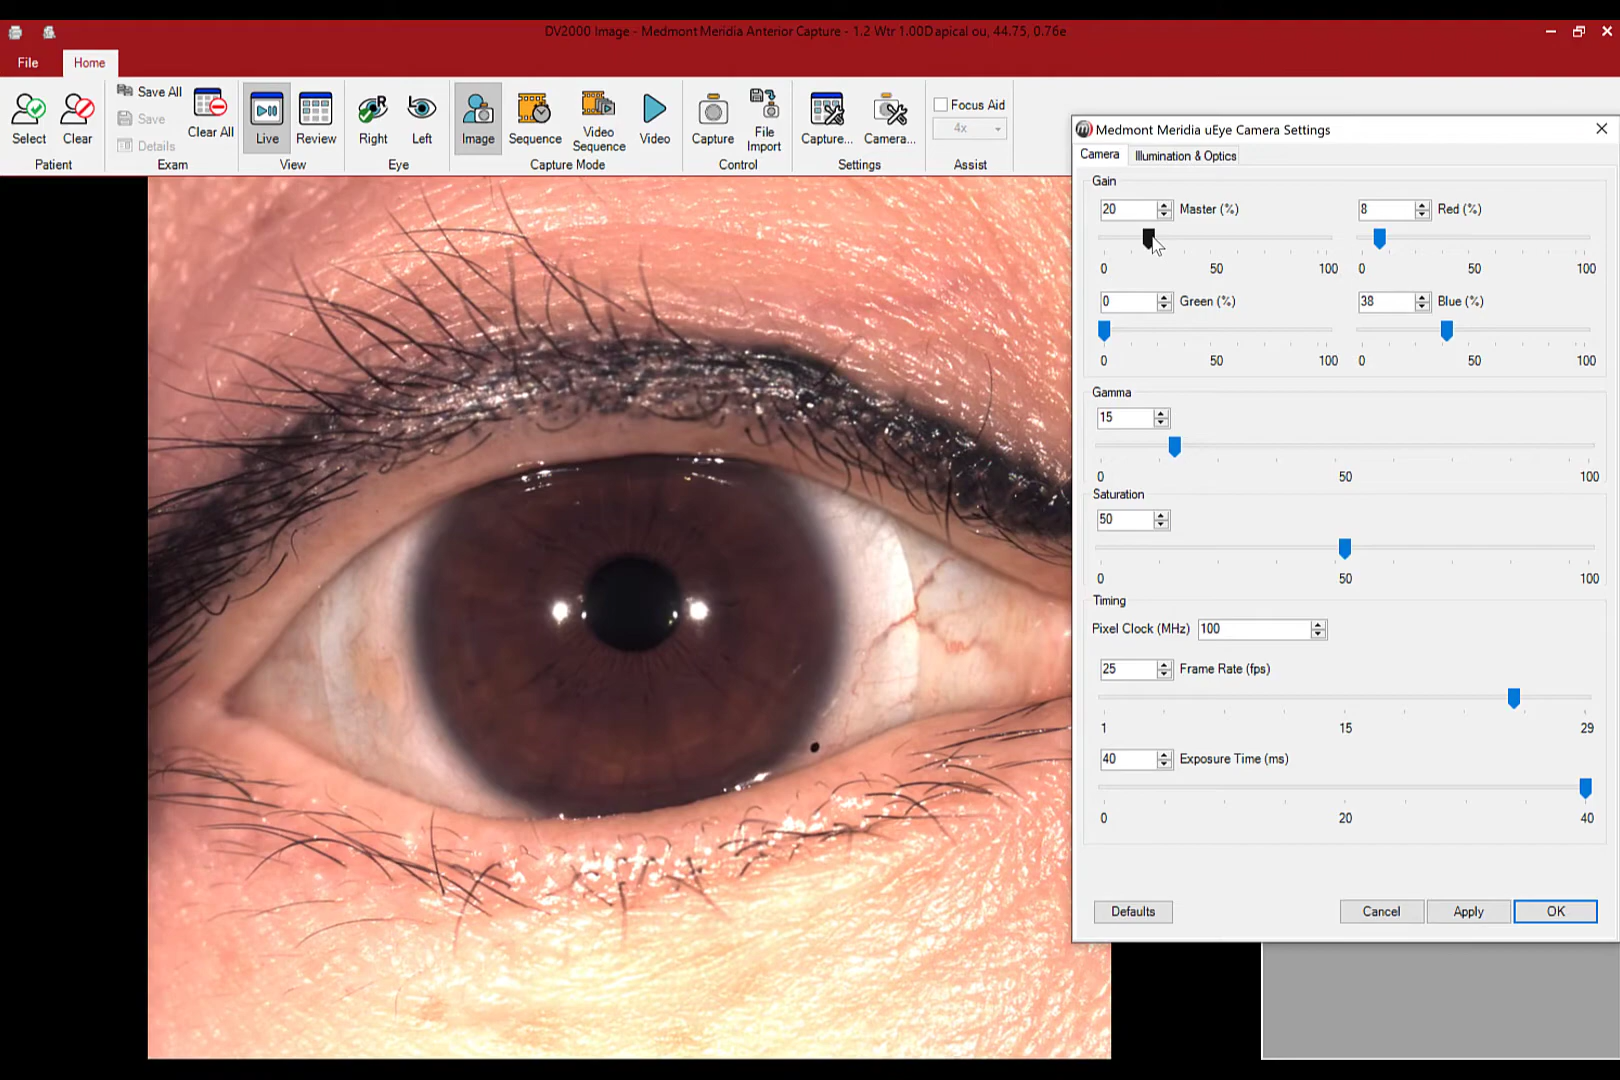 DV2000 Image - Medmont Meridia Anterior Capture - 1.2 Wtr 1.00D apical ou, 44.75, 0.76e
File Home
Select Clear
Patient
Save All
Save
Details
Clear All
Exam
Live Review
View
Right Left
Eye
Image Sequence Video Sequence Video
Capture Mode
Capture File Import
Control
Capture... Camera...
Settings
Focus Aid
4x
Assist
Medmont Meridia uEye Camera Settings
Camera Illumination & Optics
Gain
20 Master (%) 8 Red (%)
0 50 100 0 50 100
0 Green (%) 38 Blue (%)
0 50 100 0 50 100
Gamma
15
0 50 100
Saturation
50
0 50 100
Timing
Pixel Clock (MHz) 100
25 Frame Rate (fps)
1 15 29
40 Exposure Time (ms)
0 20 40
Defaults Cancel Apply OK